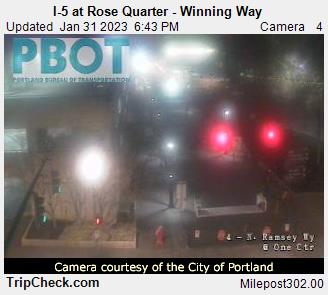 I-5 at Rose Quarter - Winning Way
Updated Jan 31 2023 6:43 PM Camera 4
PBOT
PORTLAND BUREAU OF TRANSPORTATION
4 - N. Ramsey Wy
@ One Ctr
Camera courtesy of the City of Portland
TripCheck.com Milepost302.00